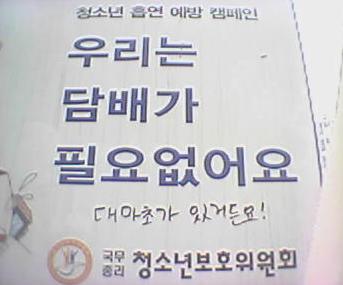 청소년 흡연 예방 캠페인
우리는
담배가
필요없어요
대마초가 있거든요!
국무
총리 청소년보호위원회